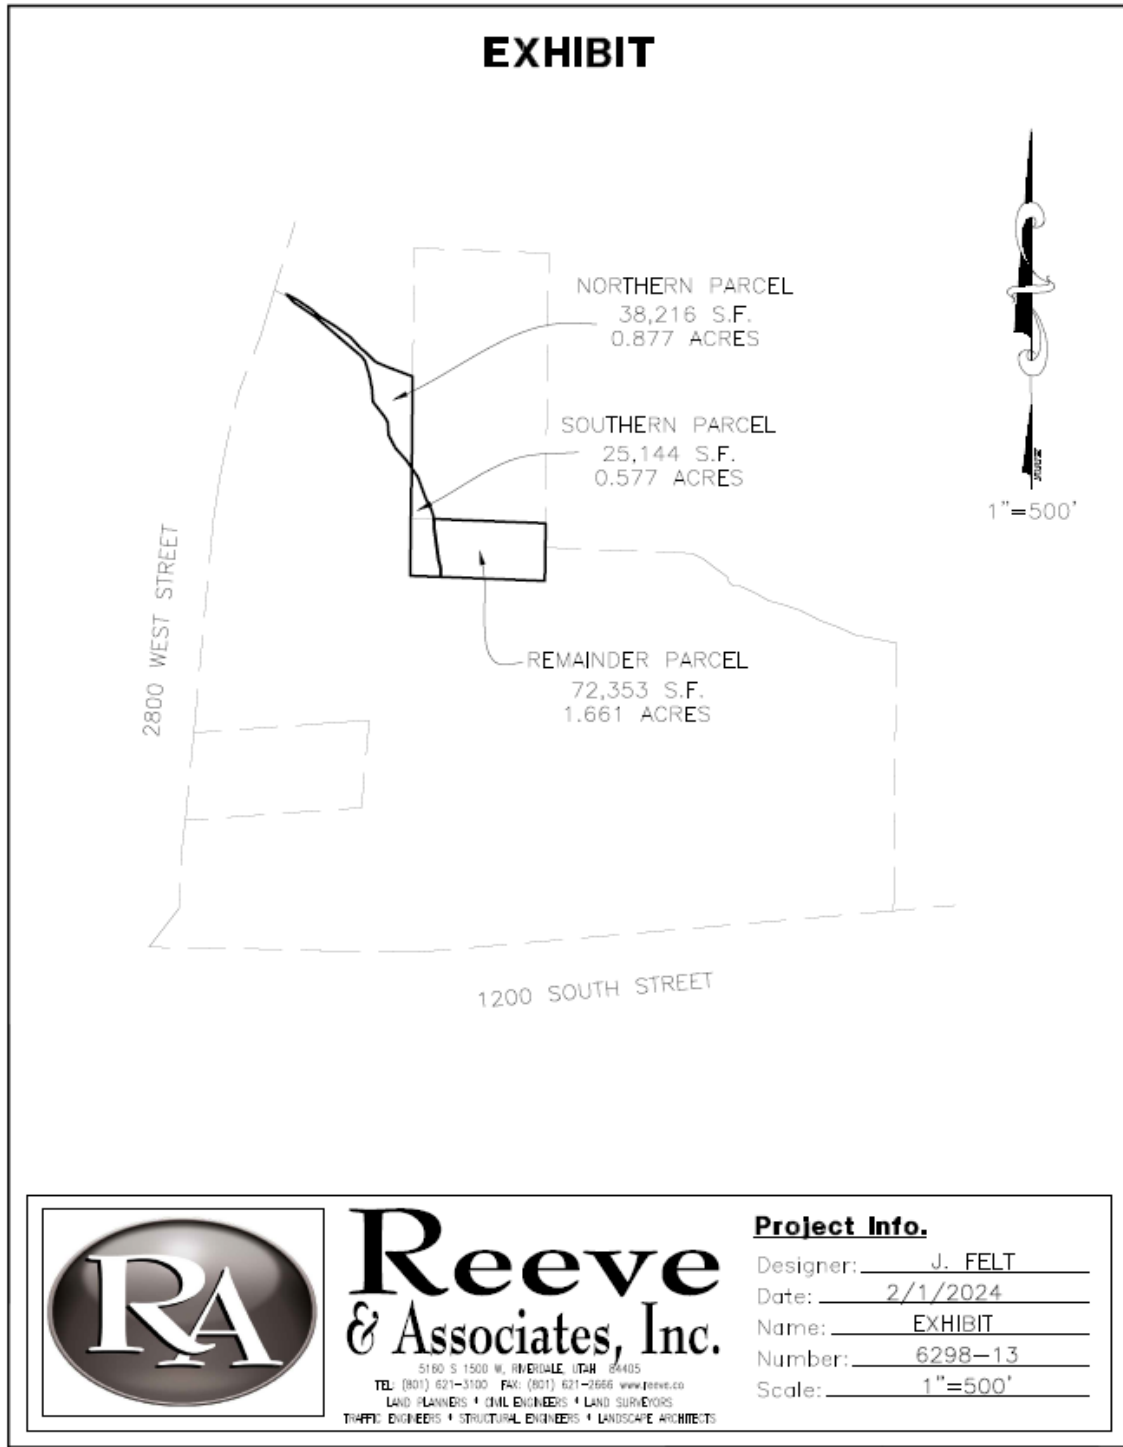 EXHIBIT
NORTHERN PARCEL
38,216 S.F.
0.877 ACRES
SOUTHERN PARCEL
25,144 S.F.
0.577 ACRES
1"=500'
2800 WEST STREET
REMAINDER PARCEL
72,353 S.F.
1.661 ACRES
1200 SOUTH STREET
RA
Reeve
& Associates, Inc.
5160 S 1500 W, RIVERDALE, UTAH 84405
TEL: (801) 621-3100 FAX: (801) 621-2666 www.reeve.co
LAND PLANNERS * CIVIL ENGINEERS * LAND SURVEYORS
TRAFFIC ENGINEERS * STRUCTURAL ENGINEERS * LANDSCAPE ARCHITECTS
Project Info.
Designer: J. FELT
Date: 2/1/2024
Name: EXHIBIT
Number: 6298-13
Scale: 1"=500'